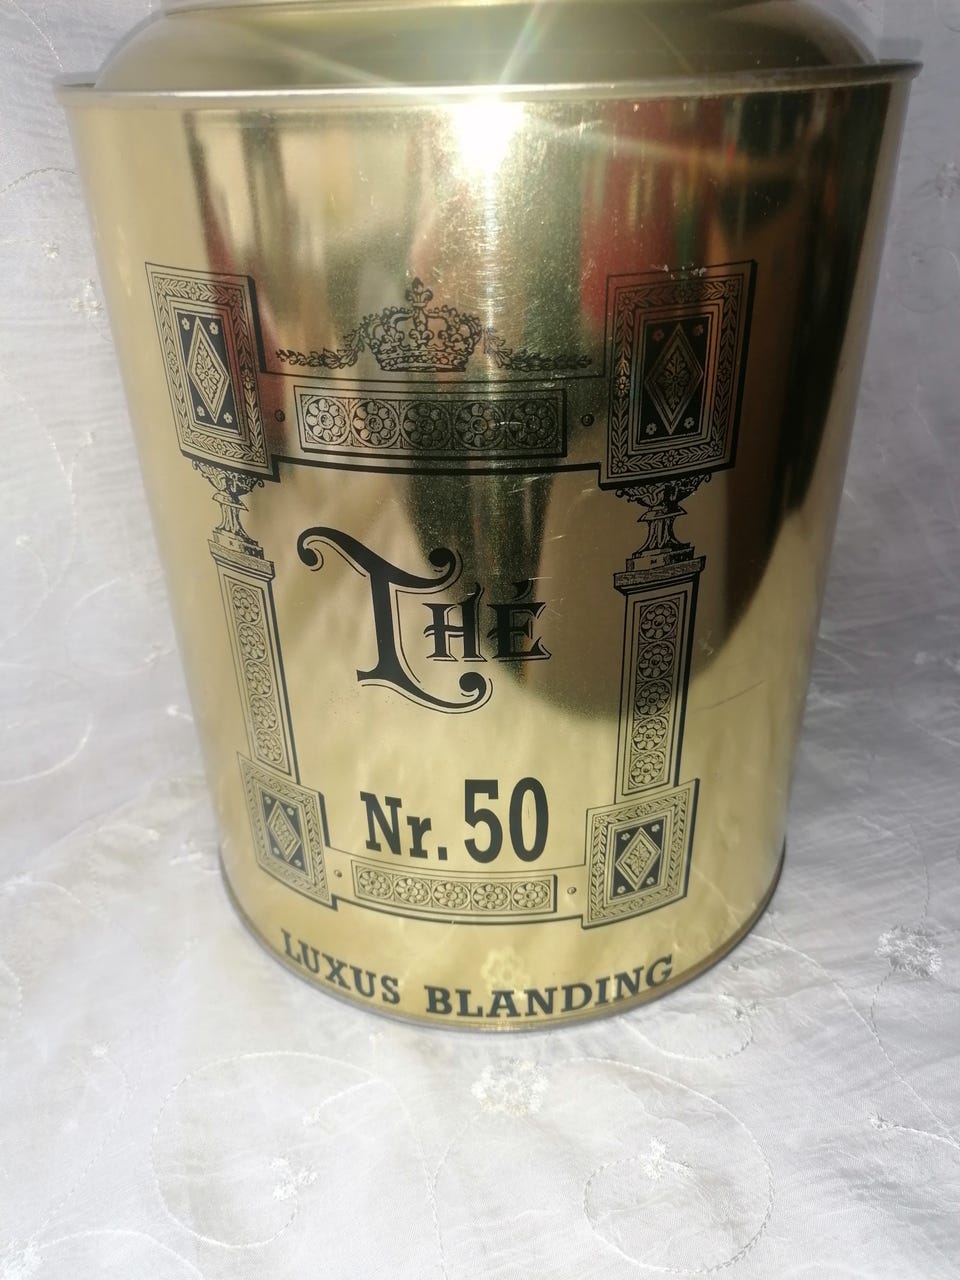 Thé
Nr. 50
LUXUS BLANDING